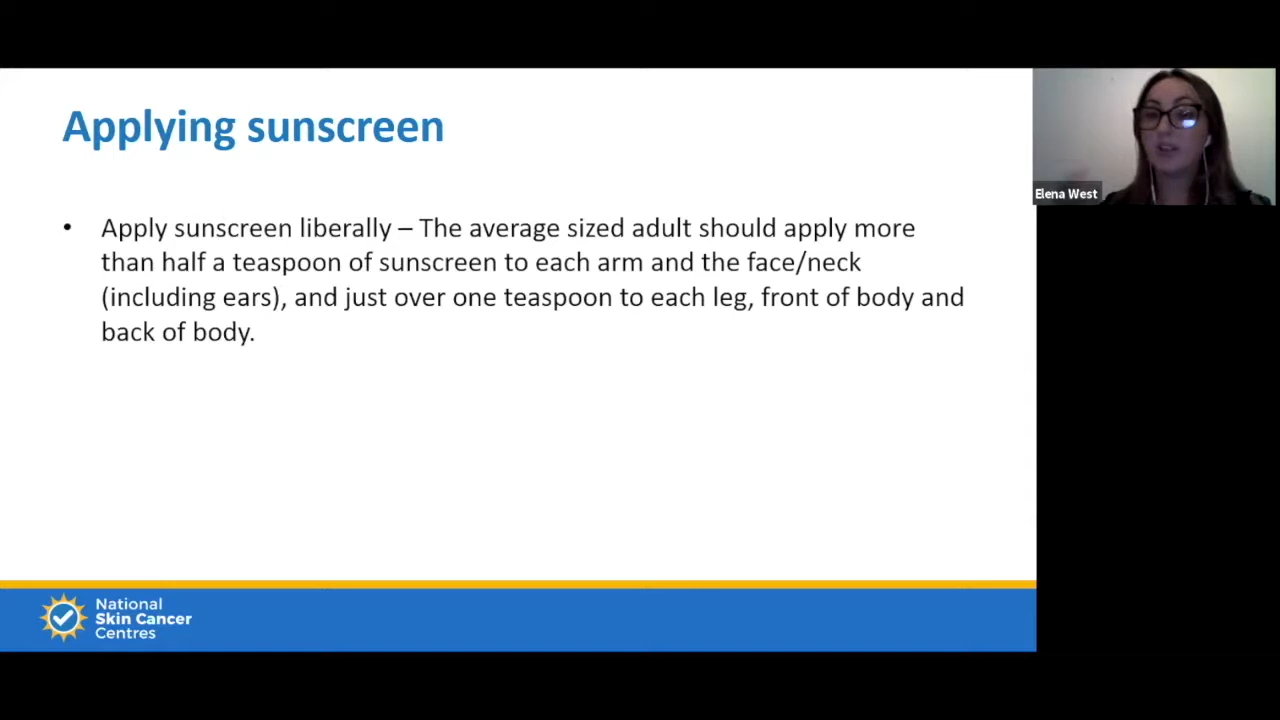 Applying sunscreen
• Apply sunscreen liberally – The average sized adult should apply more
than half a teaspoon of sunscreen to each arm and the face/neck
(including ears), and just over one teaspoon to each leg, front of body and
back of body.
Elena West
National
Skin Cancer
Centres